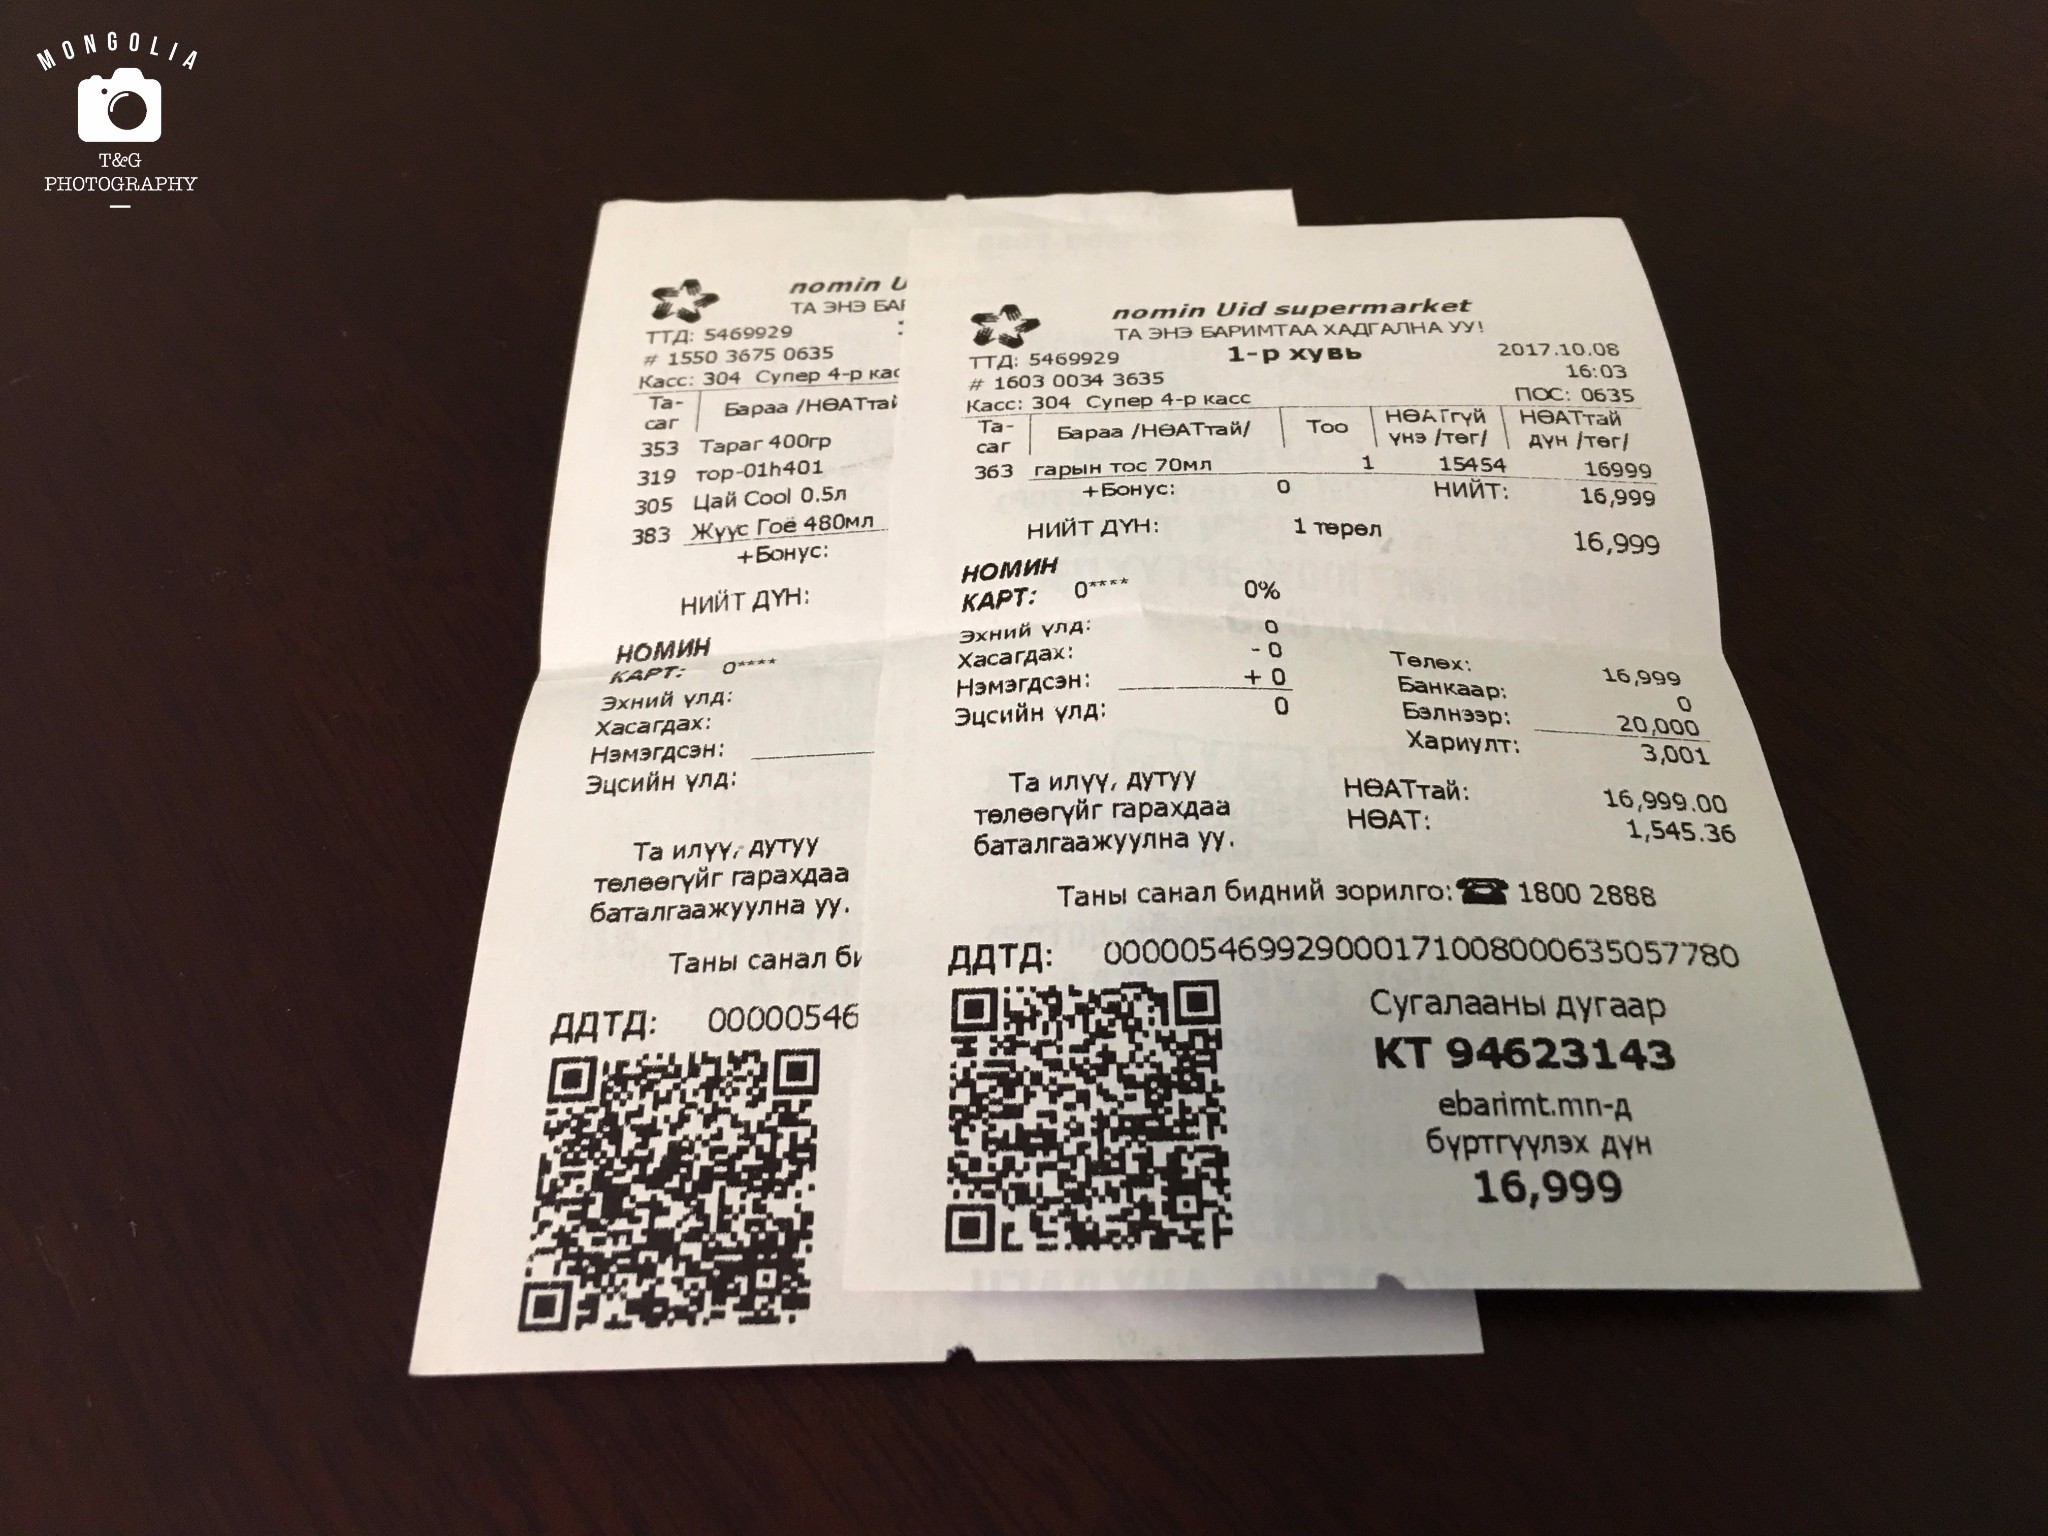 MONGOLIA
T&G
PHOTOGRAPHY
nomin U
ТА ЭНЭ БАР
ТТД: 5469929
# 1550 3675 0635
Касс: 304 Супер 4-р кас
Та-
саг
Бараа /НӨАТтай
353 Тараг 400гр
319 тор-01h401
305 Цай Cool 0.5л
383 Жүүс Гоё 480мл
+Бонус:
НИЙТ ДҮН:
НОМИН
КАРТ: 0****
Эхний үлд:
Хасагдах:
Нэмэгдсэн:
Эцсийн үлд:
Та илүү, дутуу
төлөөгүйг гарахдаа
баталгаажуулна уу.
Таны санал би
ДДТД: 00000546
nomin Uid supermarket
ТА ЭНЭ БАРИМТАА ХАДГАЛНА УУ!
ТТД: 5469929 1-р хувь 2017.10.08
# 1603 0034 3635 16:03
Касс: 304 Супер 4-р касс ПОС: 0635
Та-
саг
Бараа /НӨАТтай/ Тоо
НӨАТгүй
үнэ /төг/
НӨАТтай
дүн /төг/
363 гарын тос 70мл 1 15454 16999
+Бонус: 0 НИЙТ: 16,999
НИЙТ ДҮН: 1 төрөл 16,999
НОМИН
КАРТ: 0**** 0%
Эхний үлд: 0
Хасагдах: - 0
Нэмэгдсэн: + 0
Эцсийн үлд: 0
Төлөх: 16,999
Банкаар: 0
Бэлнээр: 20,000
Хариулт: 3,001
Та илүү, дутуу
төлөөгүйг гарахдаа
баталгаажуулна уу.
НӨАТтай: 16,999.00
НӨАТ: 1,545.36
Таны санал бидний зорилго: 1800 2888
ДДТД: 000005469929000171008000635057780
Сугалааны дугаар
КТ 94623143
ebarimt.mn-д
бүртгүүлэх дүн
16,999